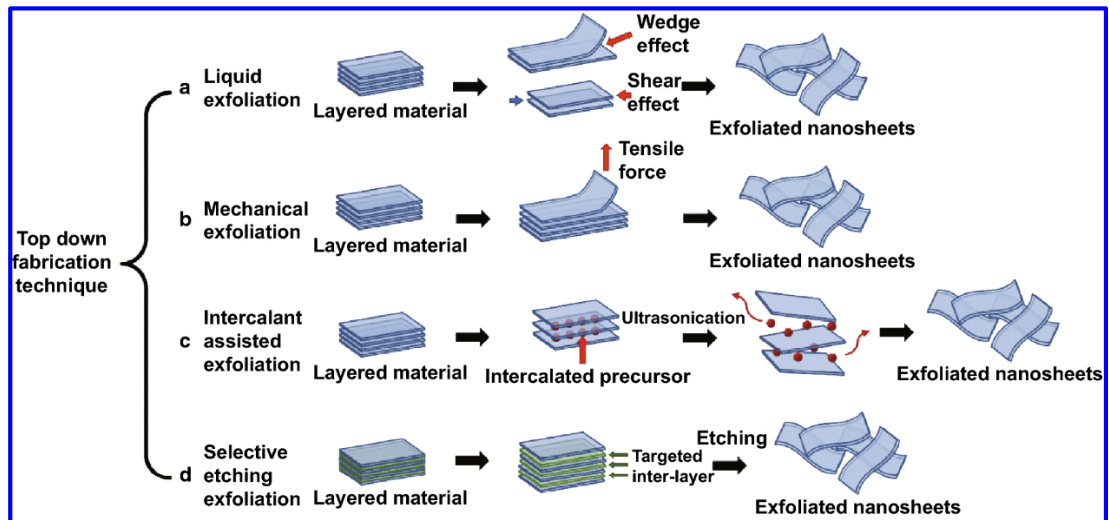 Top down
fabrication
technique
a Liquid
exfoliation
Layered material
Wedge
effect
Shear
effect
Exfoliated nanosheets
b Mechanical
exfoliation
Layered material
Tensile
force
Exfoliated nanosheets
c Intercalant
assisted
exfoliation
Layered material
Intercalated precursor
Ultrasonication
Exfoliated nanosheets
d Selective
etching
exfoliation
Layered material
Targeted
inter-layer
Etching
Exfoliated nanosheets